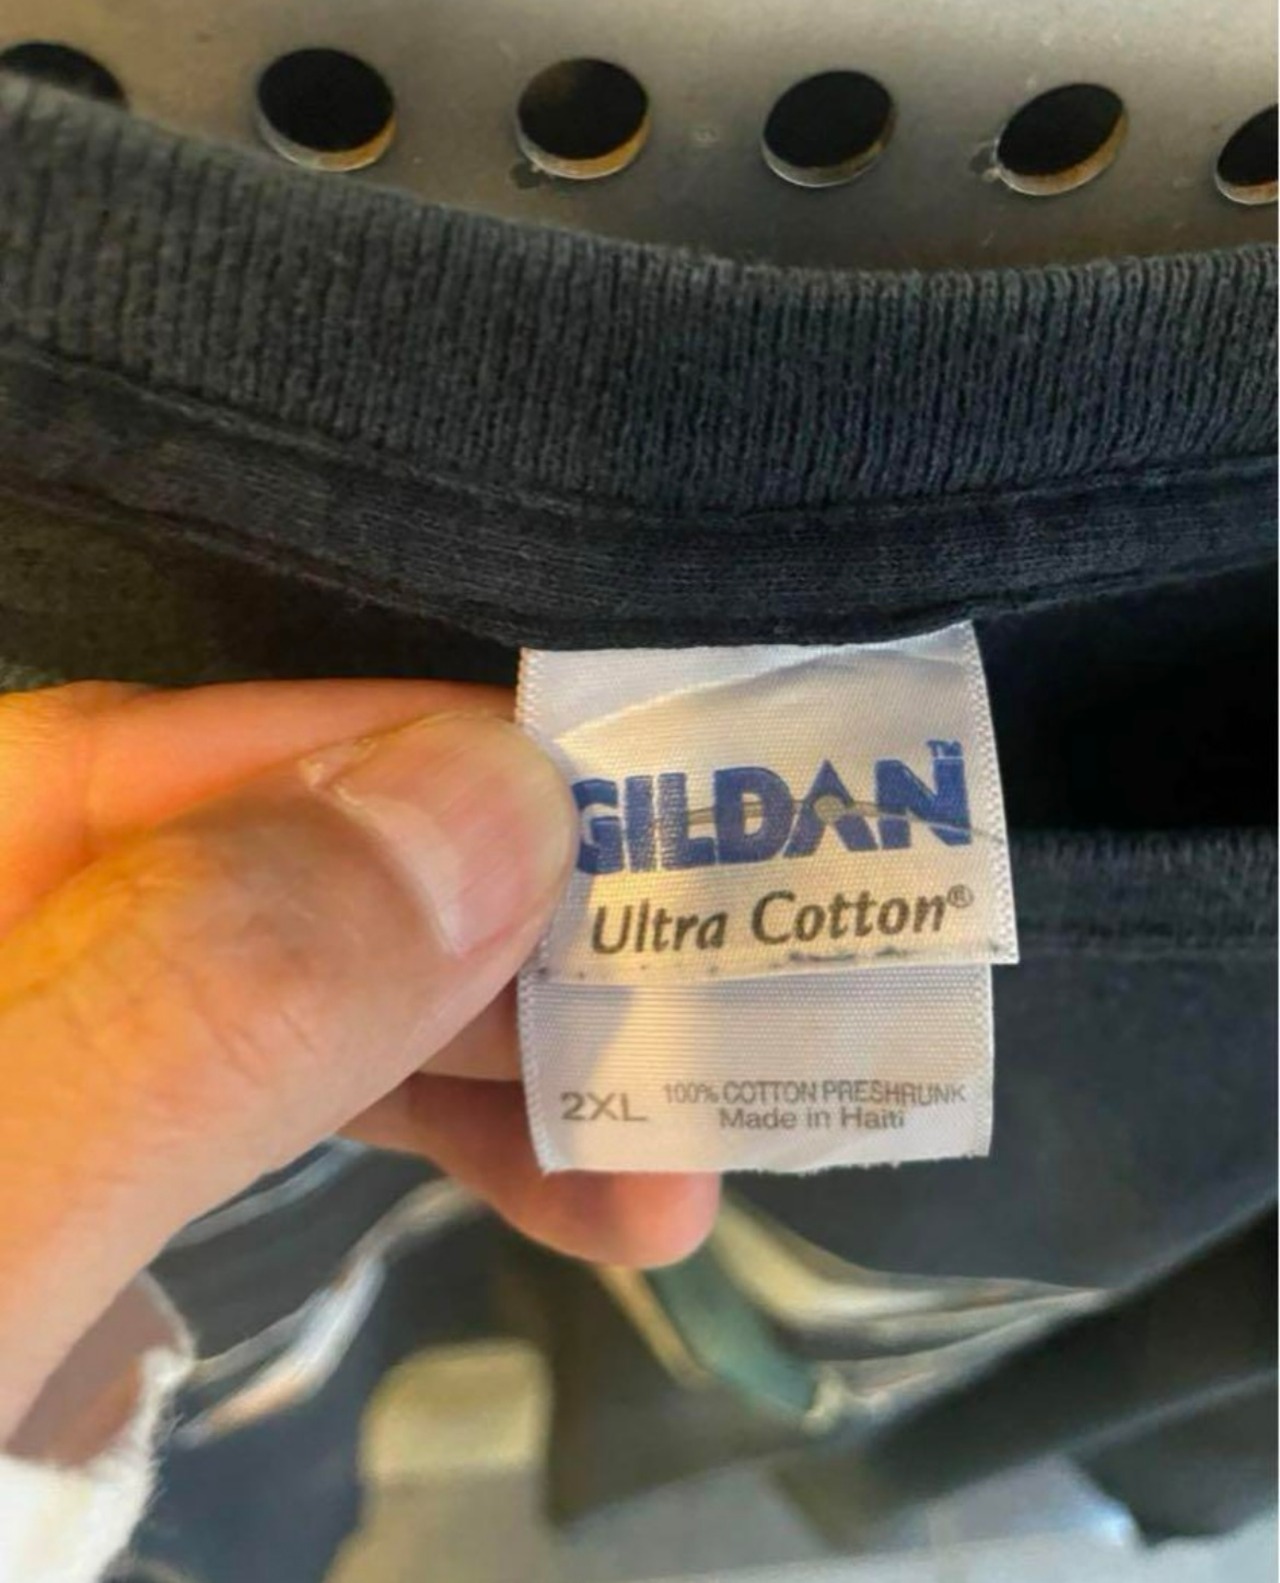 GILDAN™
Ultra Cotton®
2XL 100% COTTON PRESHRUNK
Made in Haiti